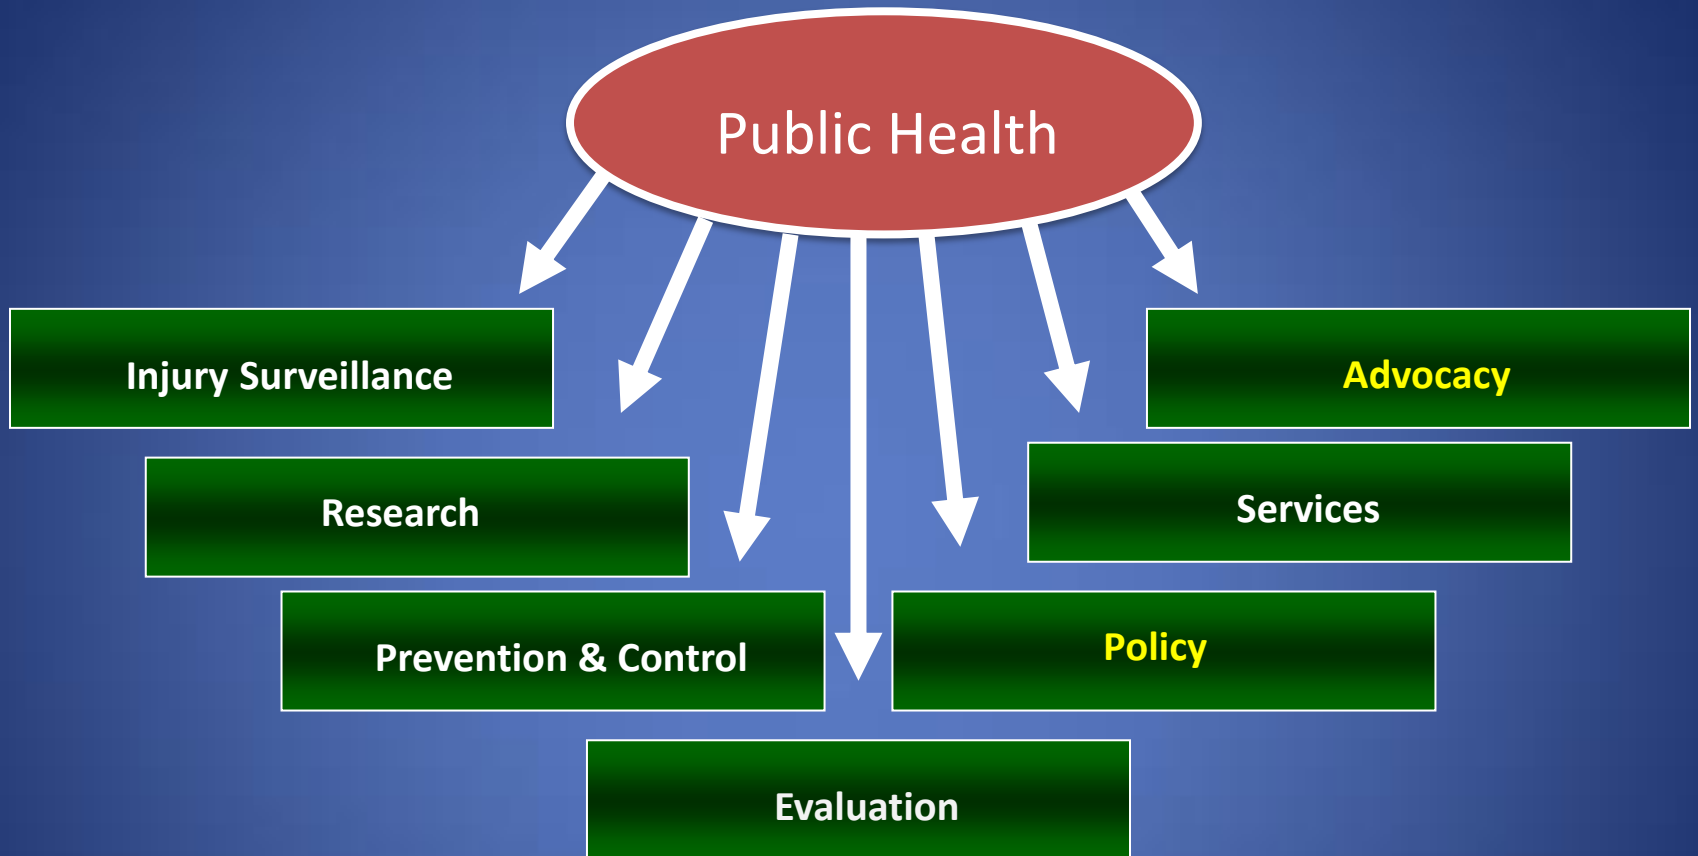 Public Health
Injury Surveillance
Advocacy
Research
Services
Prevention & Control
Policy
Evaluation